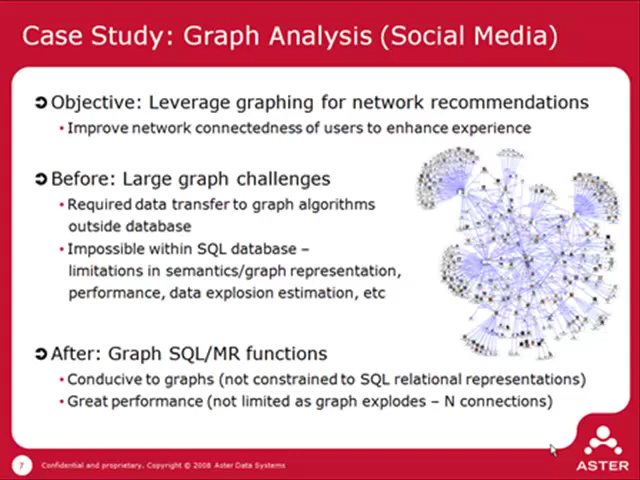 Case Study: Graph Analysis (Social Media)
Objective: Leverage graphing for network recommendations
• Improve network connectedness of users to enhance experience
Before: Large graph challenges
• Required data transfer to graph algorithms
outside database
• Impossible within SQL database –
limitations in semantics/graph representation,
performance, data explosion estimation, etc
After: Graph SQL/MR functions
• Conducive to graphs (not constrained to SQL relational representations)
• Great performance (not limited as graph explodes – N connections)
7
Confidential and proprietary. Copyright © 2008 Aster Data Systems
ASTER